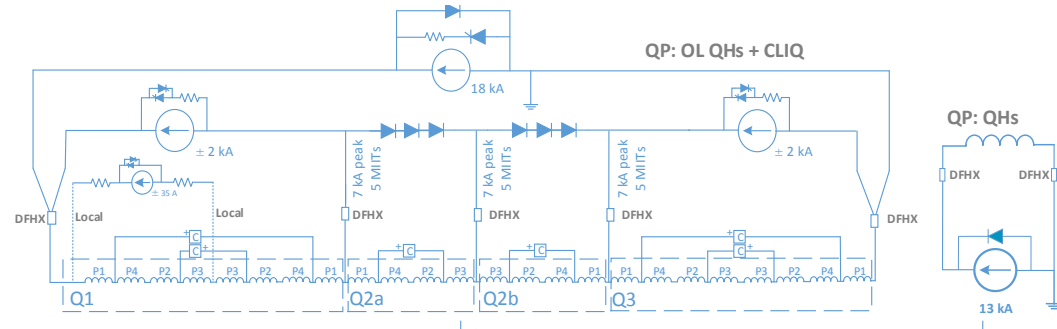 QP: OL QHs + CLIQ
18 kA
QP: QHs
± 2 kA
± 2 kA
7 kA peak
5 MIITs
7 kA peak
5 MIITs
7 kA peak
5 MIITs
± 35 A
DFHX
Local
Local
DFHX
DFHX
DFHX
DFHX
DFHX
DFHX
+ C
C +
+ C
+ C
+ C
C +
P1 P4 P2 P3 P3 P2 P4 P1 P1 P4 P2 P3 P3 P2 P4 P1 P1 P4 P2 P3 P3 P2 P4 P1
Q1 Q2a Q2b Q3
13 kA